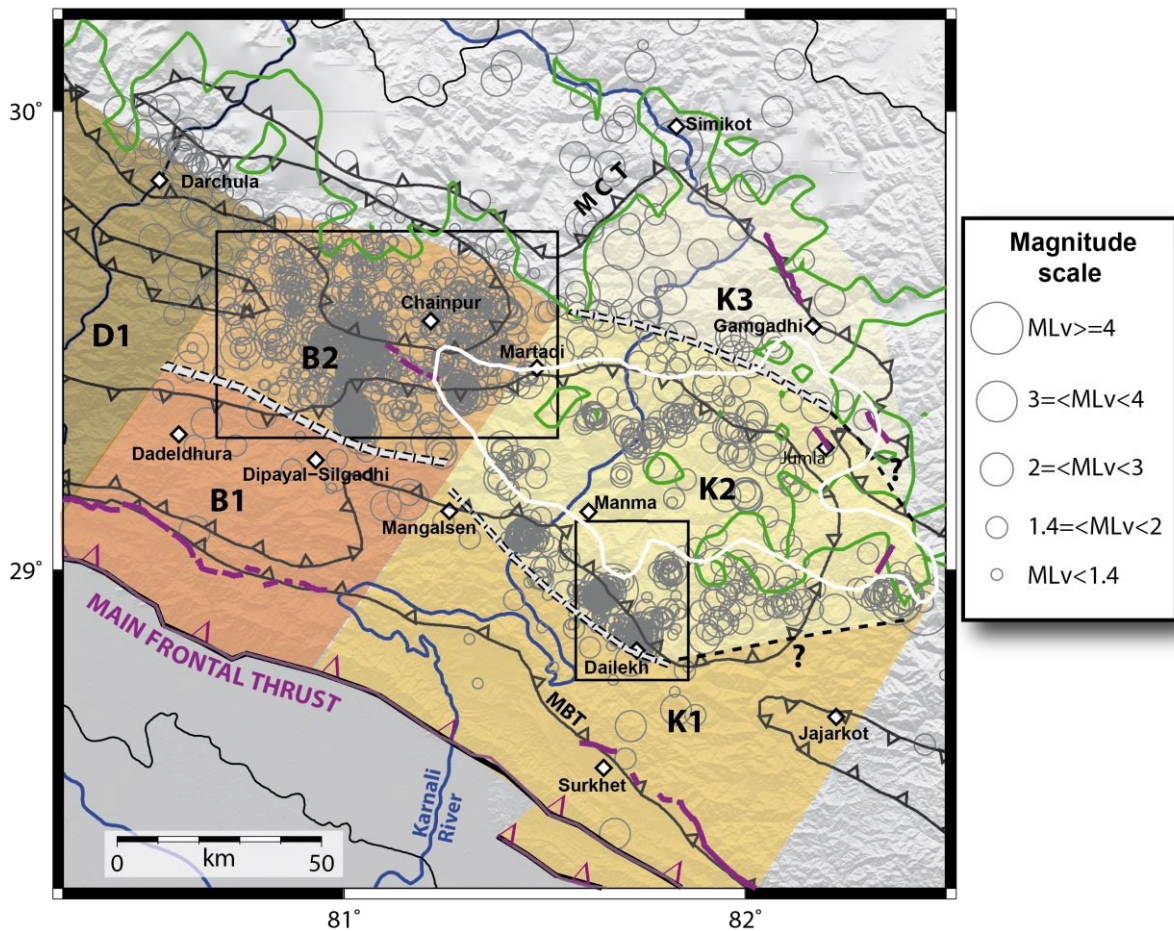 30°
29°
81°
82°
Simikot
Darchula
MCT
K3
Chainpur
Gamgadhi
D1
B2
Martadi
Dadeldhura
Dipayal-Silgadhi
Jumla
?
B1
K2
Manma
Mangalsen
MAIN FRONTAL THRUST
Dailekh
?
MBT
K1
Jajarkot
Surkhet
Karnali
River
0 km 50
Magnitude
scale
MLv>=4
3=<MLv<4
2=<MLv<3
1.4=<MLv<2
MLv<1.4